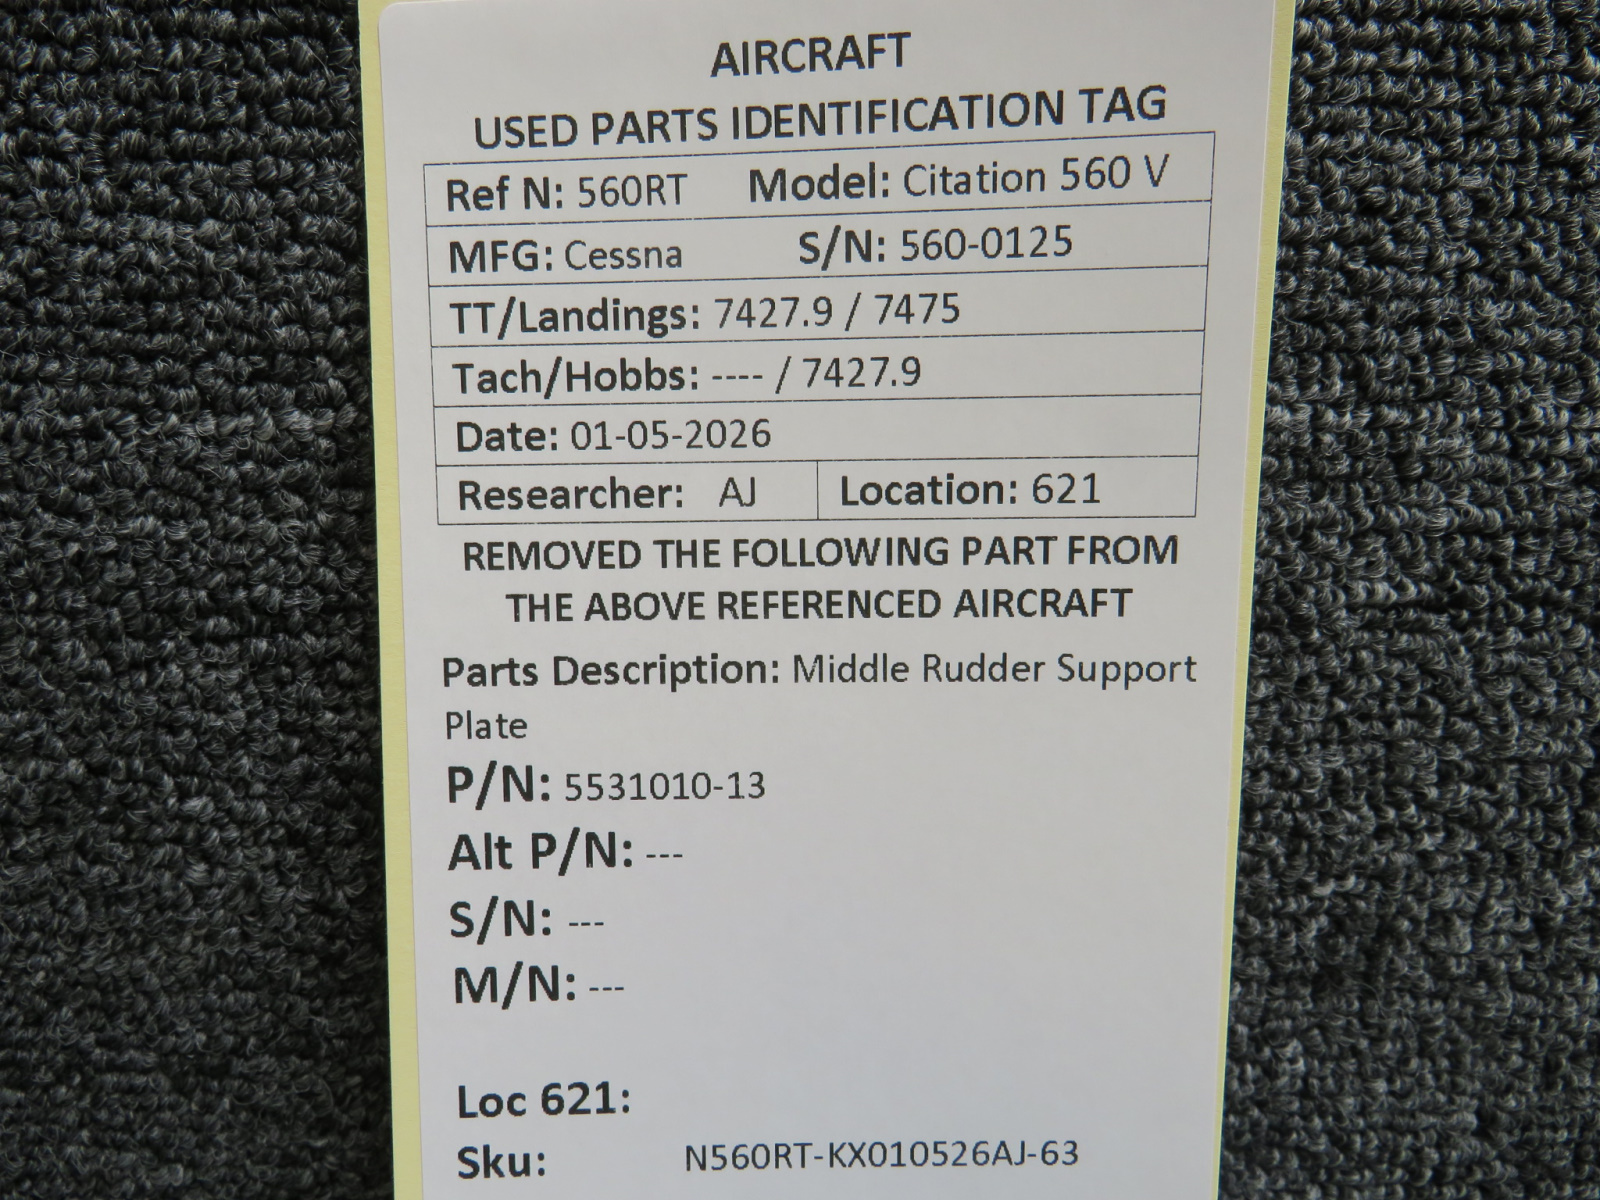 AIRCRAFT
USED PARTS IDENTIFICATION TAG
Ref N: 560RT Model: Citation 560 V
MFG: Cessna S/N: 560-0125
TT/Landings: 7427.9 / 7475
Tach/Hobbs: ---- / 7427.9
Date: 01-05-2026
Researcher: AJ Location: 621
REMOVED THE FOLLOWING PART FROM
THE ABOVE REFERENCED AIRCRAFT
Parts Description: Middle Rudder Support
Plate
P/N: 5531010-13
Alt P/N: ---
S/N: ---
M/N: ---
Loc 621:
Sku: N560RT-KX010526AJ-63